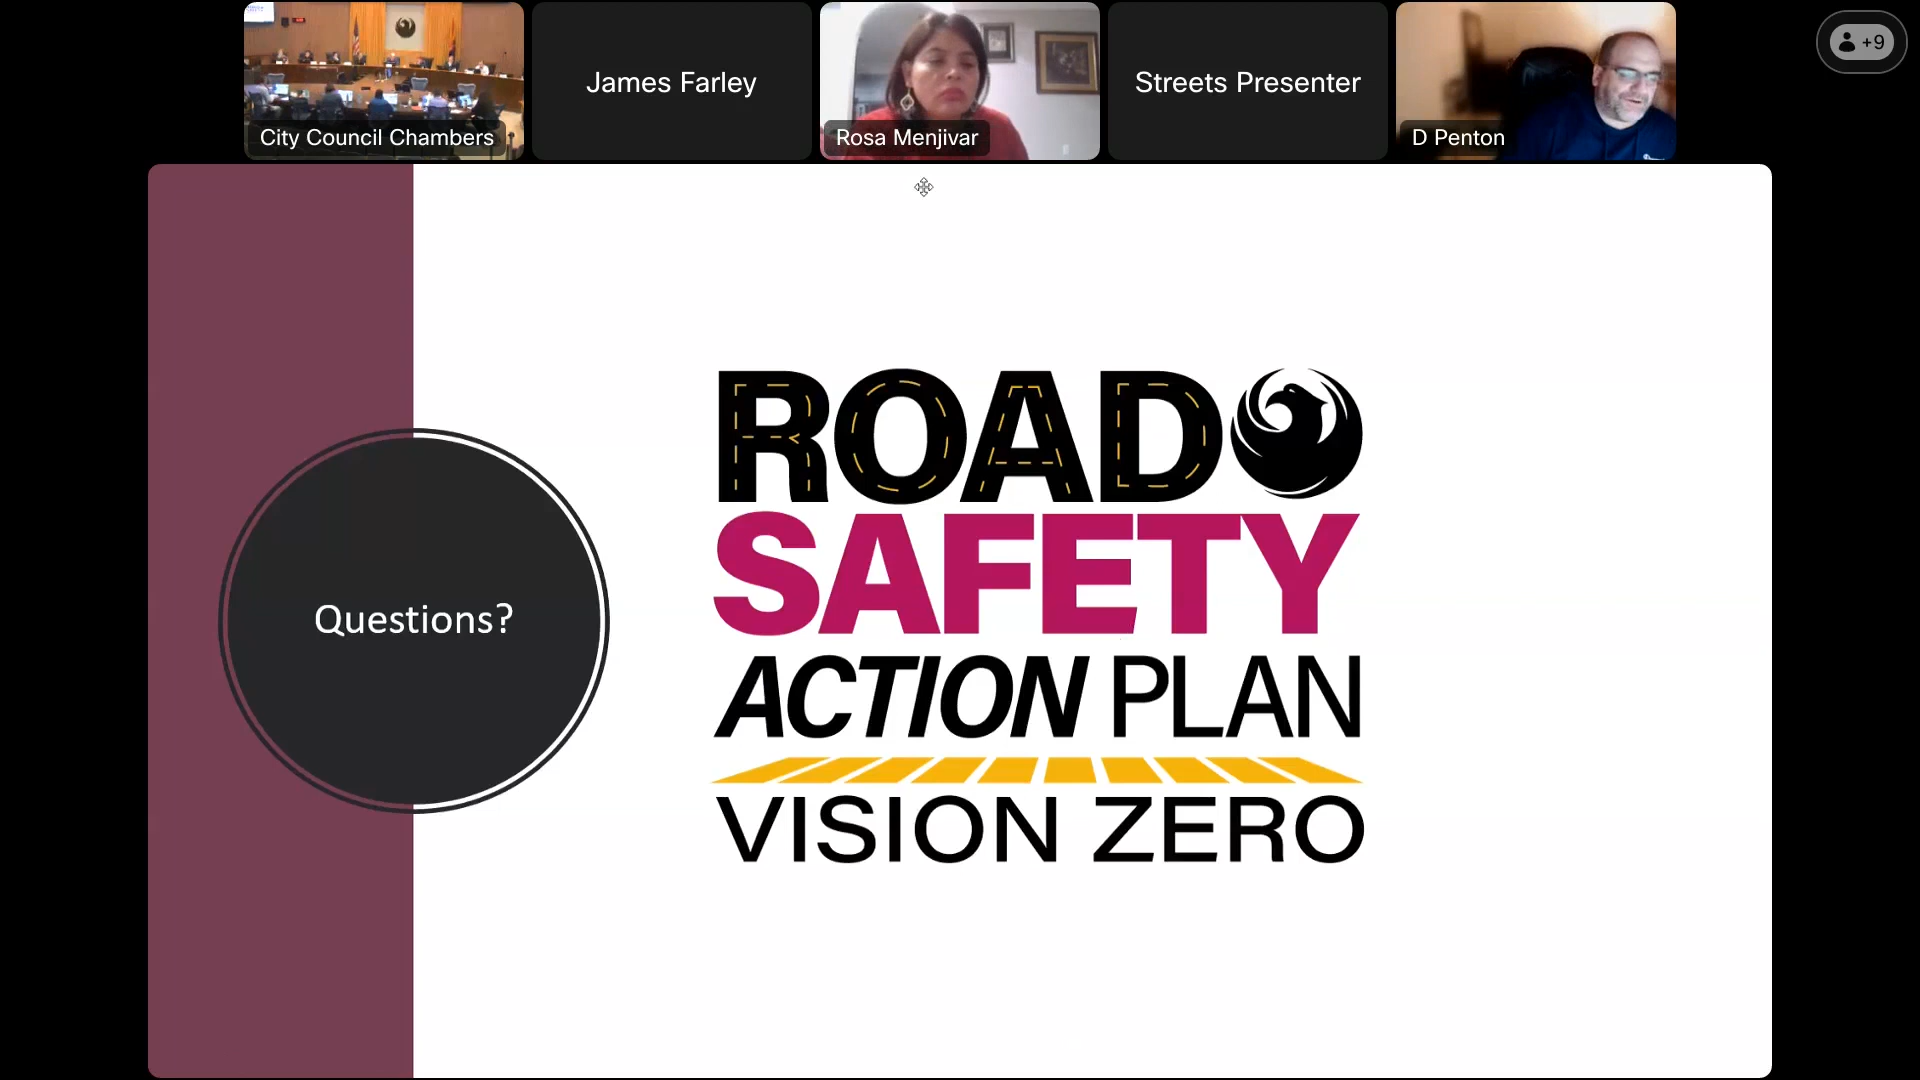 City Council Chambers
James Farley
Rosa Menjivar
Streets Presenter
D Penton
+9
Questions?
ROAD
SAFETY
ACTION PLAN
VISION ZERO